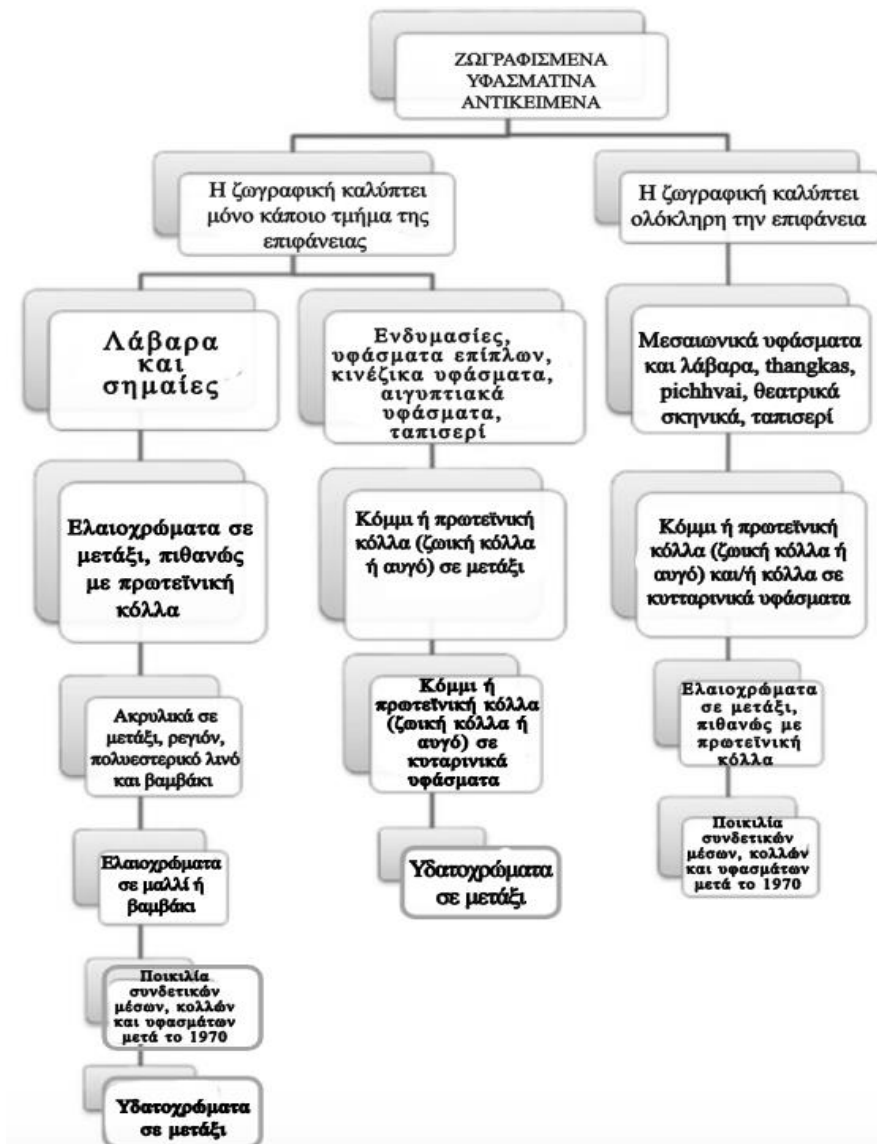 ΖΩΓΡΑΦΙΣΜΕΝΑ
ΥΦΑΣΜΑΤΙΝΑ
ΑΝΤΙΚΕΙΜΕΝΑ
Η ζωγραφική καλύπτει
μόνο κάποιο τμήμα της
επιφάνειας
Η ζωγραφική καλύπτει
ολόκληρη την επιφάνεια
Λάβαρα
και
σημαίες
Ενδυμασίες,
υφάσματα επίπλων,
κινέζικα υφάσματα,
αιγυπτιακά
υφάσματα,
ταπισερί
Μεσαιωνικά υφάσματα
και λάβαρα, thangkas,
pichhvai, θεατρικά
σκηνικά, ταπισερί
Ελαιοχρώματα σε
μετάξι, πιθανώς
με πρωτεϊνική
κόλλα
Κόμμι ή πρωτεϊνική
κόλλα (ζωική κόλλα
ή αυγό) σε μετάξι
Κόμμι ή πρωτεϊνική
κόλλα (ζωική κόλλα ή
αυγό) και/ή κόλλα σε
κυτταρινικά υφάσματα
Ακρυλικά σε
μετάξι, ρεγιόν,
πολυεστερικό λινό
και βαμβάκι
Κόμμι ή
πρωτεϊνική κόλλα
(ζωική κόλλα ή
αυγό) σε
κυταρινικά
υφάσματα
Ελαιοχρώματα
σε μετάξι,
πιθανώς με
πρωτεϊνική
κόλλα
Ελαιοχρώματα
σε μαλλί ή
βαμβάκι
Υδατοχρώματα
σε μετάξι
Ποικιλία
συνδετικών
μέσων, κολλών
και υφασμάτων
μετά το 1970
Ποικιλία
συνδετικών
μέσων, κολλών
και υφασμάτων
μετά το 1970
Υδατοχρώματα
σε μετάξι